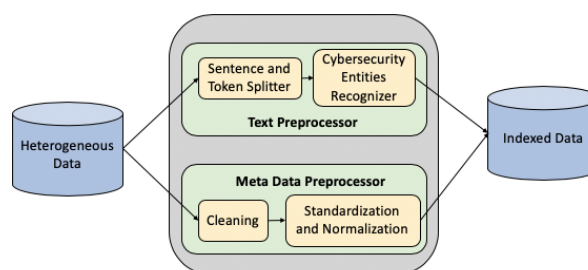 Heterogeneous
Data
Sentence and
Token Splitter
Cybersecurity
Entities
Recognizer
Text Preprocessor
Meta Data Preprocessor
Cleaning
Standardization
and Normalization
Indexed Data